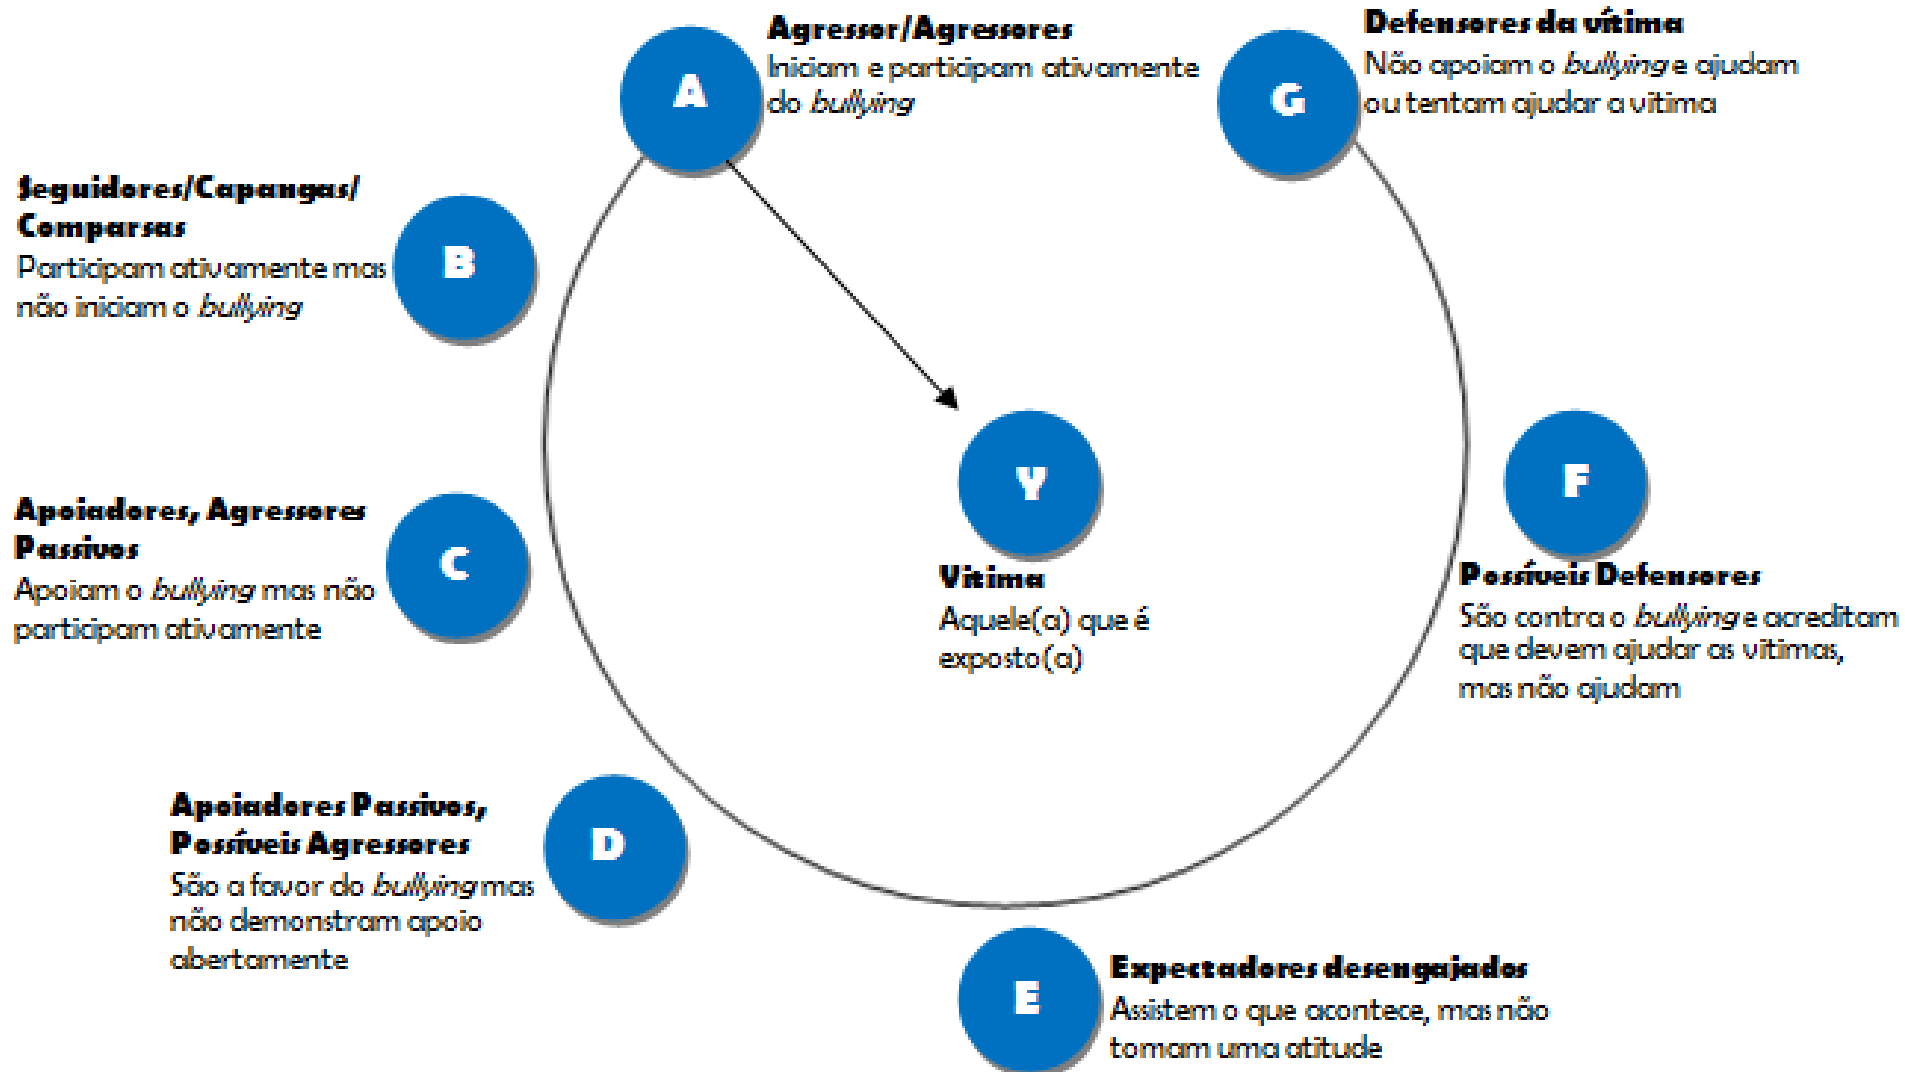 A
Agressor/Agressores
Iniciam e participam ativamente
do bullying
G
Defensores da vítima
Não apoiam o bullying e ajudam
ou tentam ajudar a vítima
Seguidores/Capangas/
Comparsas
Participam ativamente mas
não iniciam o bullying
B
Y
Vítima
Aquele(a) que é
exposto(a)
F
Possíveis Defensores
São contra o bullying e acreditam
que devem ajudar as vítimas,
mas não ajudam
Apoiadores, Agressores
Passivos
Apoiam o bullying mas não
participam ativamente
C
Apoiadores Passivos,
Possíveis Agressores
São a favor do bullying mas
não demonstram apoio
abertamente
D
E
Expectadores desengajados
Assistem o que acontece, mas não
tomam uma atitude